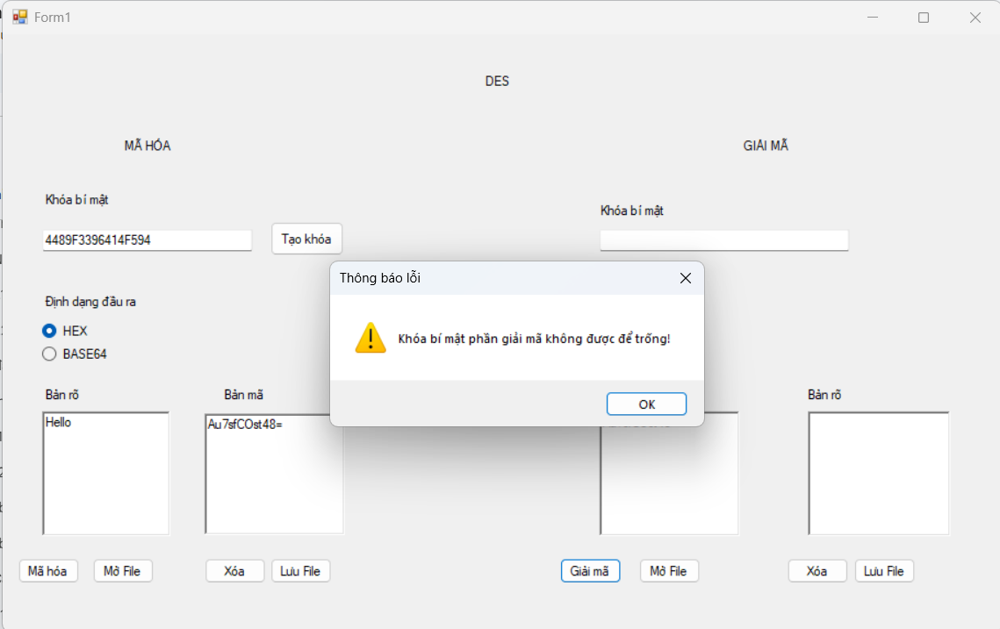 Form1
DES
MÃ HÓA
GIẢI MÃ
Khóa bí mật
Khóa bí mật
4489F3396414F594
Tạo khóa
Thông báo lỗi
Khóa bí mật phần giải mã không được để trống!
OK
Định dạng đầu ra
HEX
BASE64
Bản rõ
Bản mã
Bản rõ
Hello
Au7sfCOst48=
Mã hóa
Mở File
Xóa
Lưu File
Giải mã
Mở File
Xóa
Lưu File